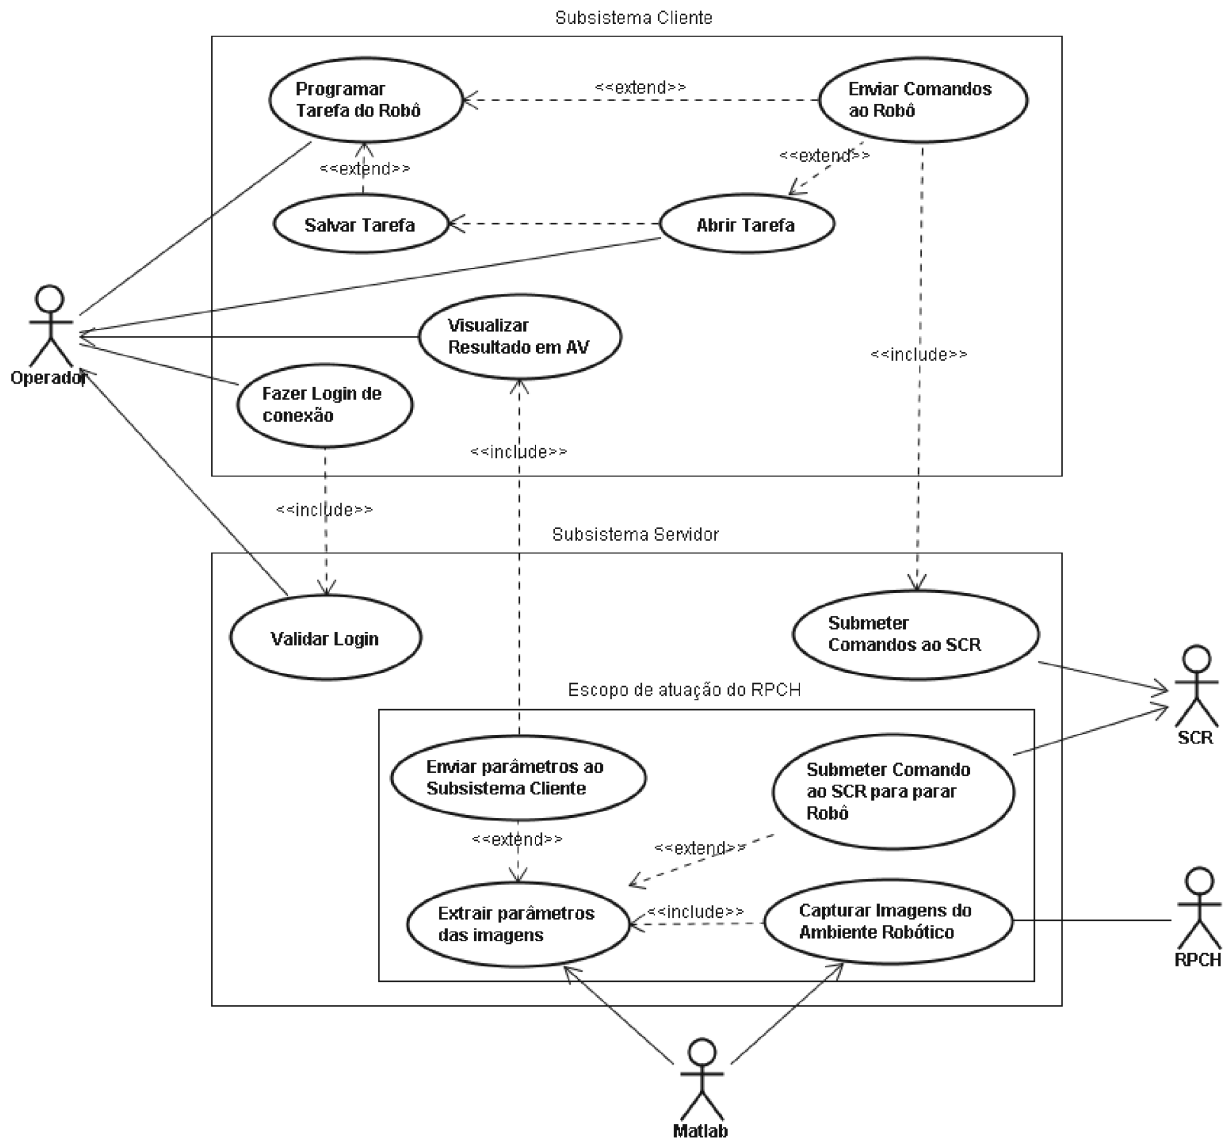 Subsistema Cliente
Programar
Tarefa do Robô
<<extend>>
Enviar Comandos
ao Robô
<<extend>>
<<extend>>
Salvar Tarefa
Abrir Tarefa
Visualizar
Resultado em AV
<<include>>
Operador
Fazer Login de
conexão
<<include>>
<<include>>
Subsistema Servidor
Validar Login
Submeter
Comandos ao SCR
Escopo de atuação do RPCH
SCR
Enviar parâmetros ao
Subsistema Cliente
Submeter Comando
ao SCR para parar
Robô
<<extend>>
<<extend>>
Extrair parâmetros
das imagens
<<include>>
Capturar Imagens do
Ambiente Robótico
RPCH
Matlab